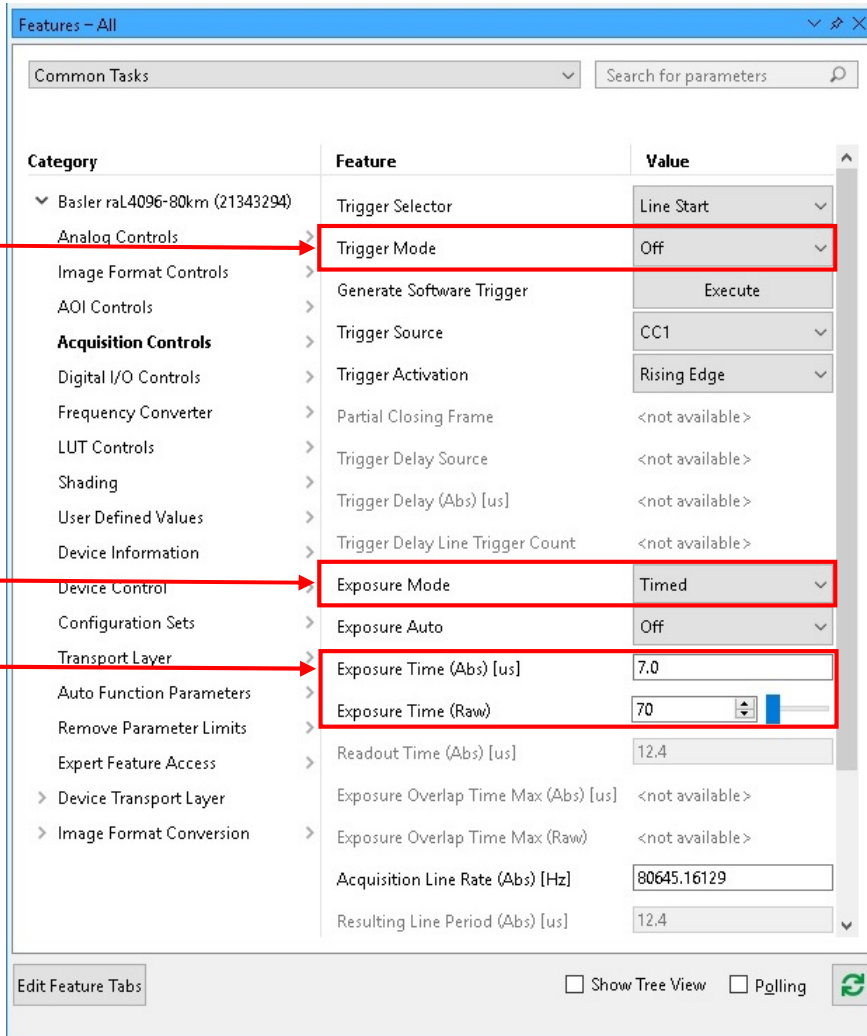 Features – All
Common Tasks
Search for parameters
Category
Feature
Value
Basler raL4096-80km (21343294)
Analog Controls
Image Format Controls
AOI Controls
Acquisition Controls
Digital I/O Controls
Frequency Converter
LUT Controls
Shading
User Defined Values
Device Information
Device Control
Configuration Sets
Transport Layer
Auto Function Parameters
Remove Parameter Limits
Expert Feature Access
Device Transport Layer
Image Format Conversion
Trigger Selector Line Start
Trigger Mode Off
Generate Software Trigger Execute
Trigger Source CC1
Trigger Activation Rising Edge
Partial Closing Frame <not available>
Trigger Delay Source <not available>
Trigger Delay (Abs) [us] <not available>
Trigger Delay Line Trigger Count <not available>
Exposure Mode Timed
Exposure Auto Off
Exposure Time (Abs) [us] 7.0
Exposure Time (Raw) 70
Readout Time (Abs) [us] 12.4
Exposure Overlap Time Max (Abs) [us] <not available>
Exposure Overlap Time Max (Raw) <not available>
Acquisition Line Rate (Abs) [Hz] 80645.16129
Resulting Line Period (Abs) [us] 12.4
Edit Feature Tabs
Show Tree View
Polling